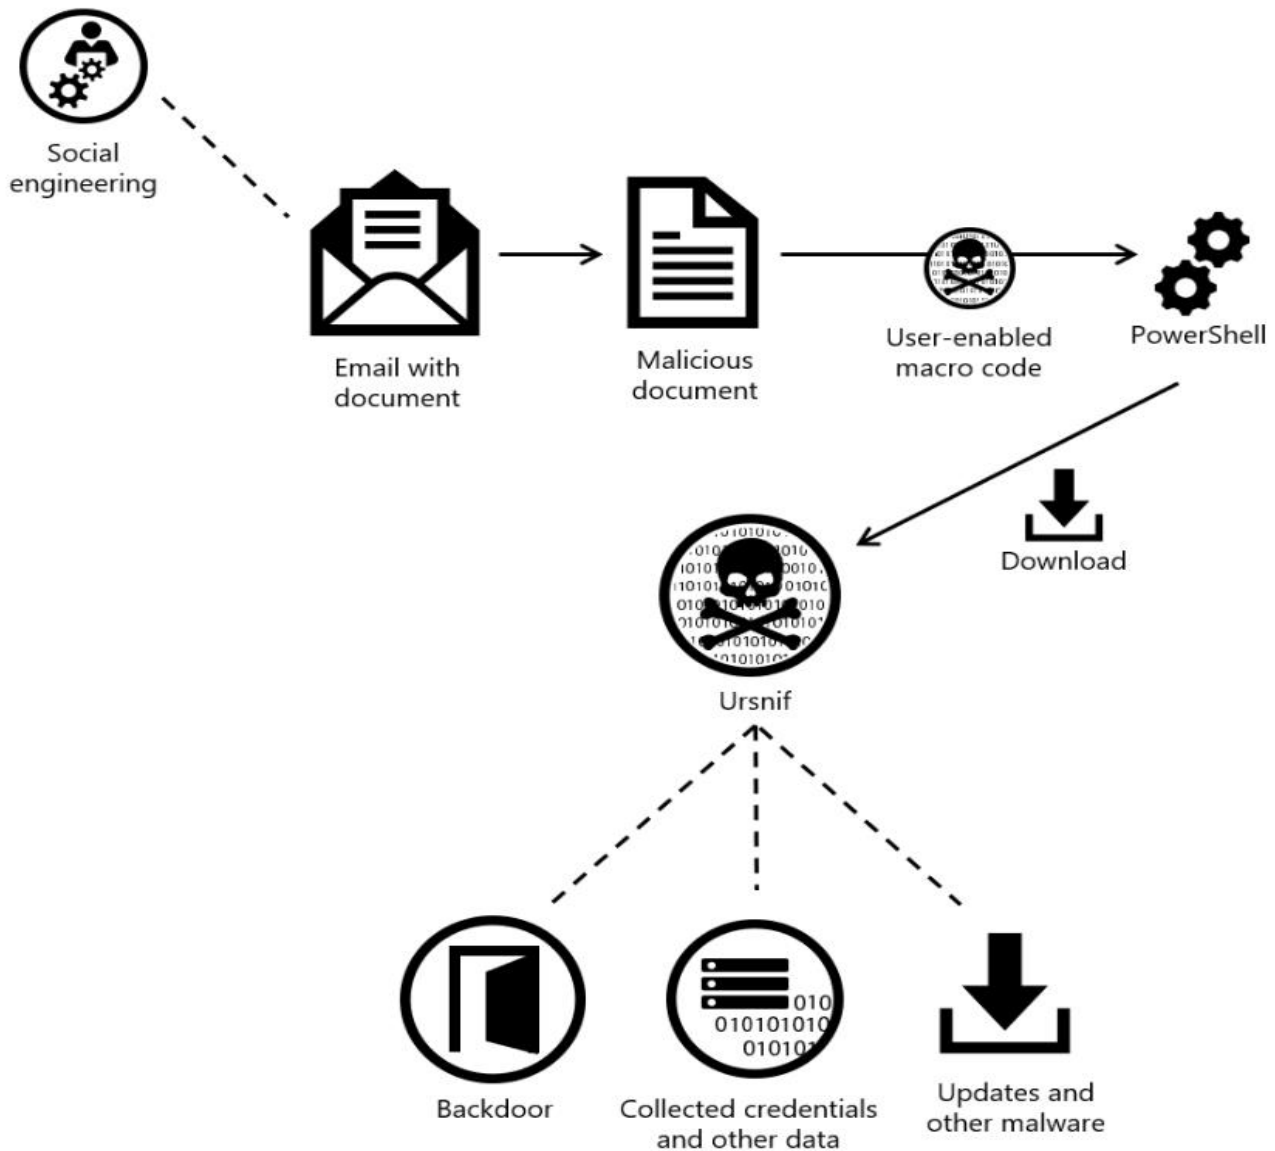 Social
engineering
Email with
document
Malicious
document
User-enabled
macro code
PowerShell
Download
Ursnif
Backdoor
Collected credentials
and other data
Updates and
other malware